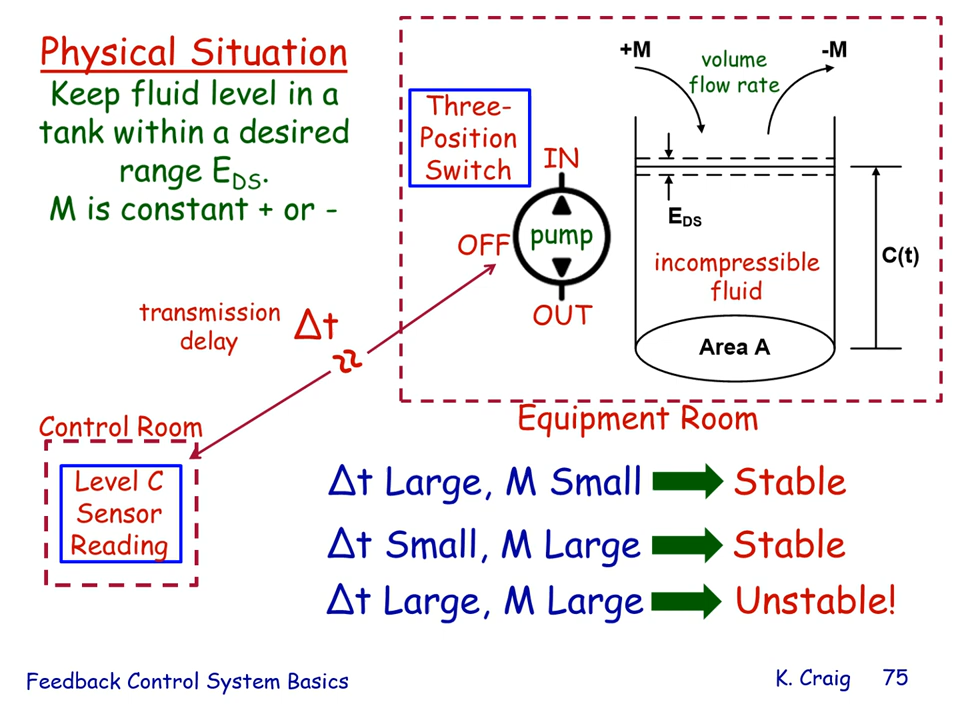 Physical Situation
Keep fluid level in a
tank within a desired
range E_DS.
M is constant + or -
Three-
Position
Switch
IN
OFF
pump
OUT
+M
volume
flow rate
-M
E_DS
incompressible
fluid
C(t)
Area A
transmission
delay
Δt
Equipment Room
Control Room
Level C
Sensor
Reading
Δt Large, M Small Stable
Δt Small, M Large Stable
Δt Large, M Large Unstable!
Feedback Control System Basics
K. Craig 75